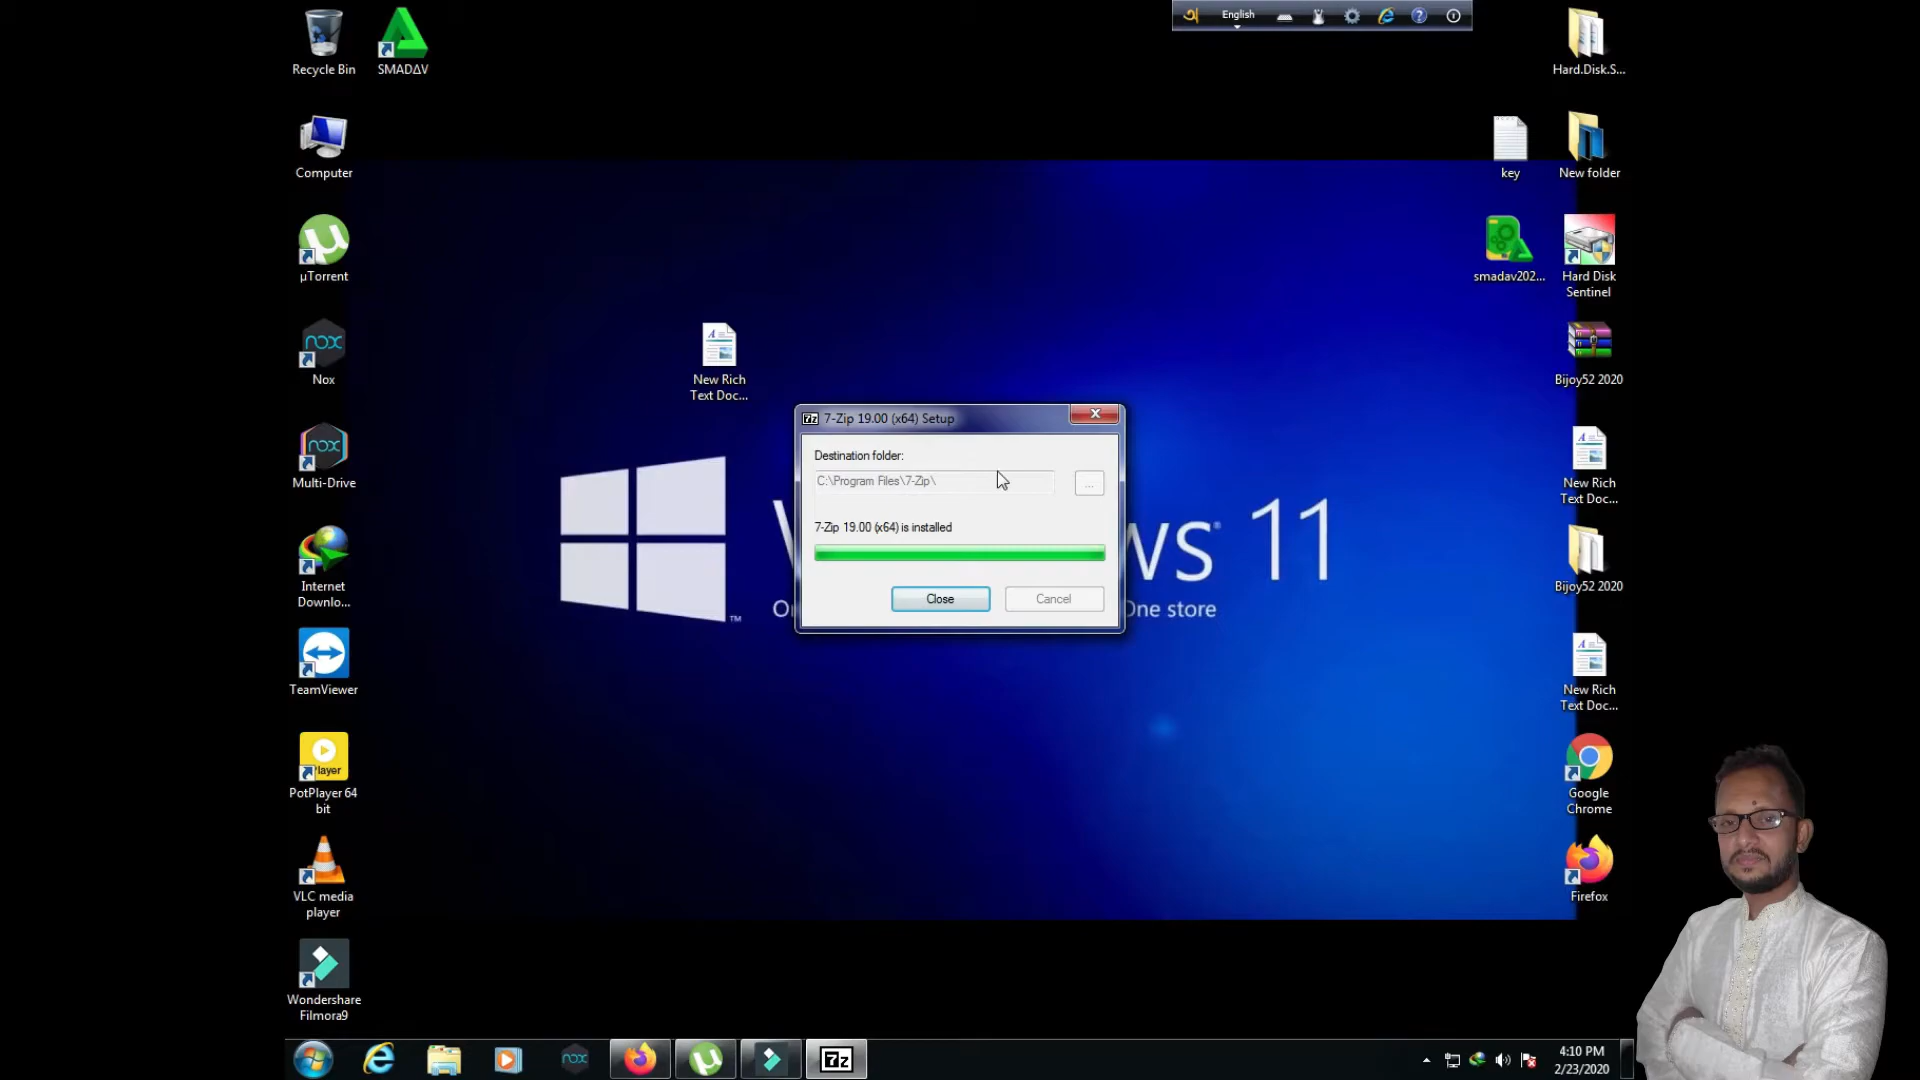 অ
English
Recycle Bin
SMADΔV
Computer
µTorrent
Nox
Multi-Drive
Internet
Downlo...
TeamViewer
Player
PotPlayer 64
bit
VLC media
player
Wondershare
Filmora9
New Rich
Text Doc...
7-Zip 19.00 (x64) Setup
Destination folder:
C:\Program Files\7-Zip\
...
7-Zip 19.00 (x64) is installed
Close
Cancel
ws 11
One store
Hard.Disk.S...
key
New folder
smadav202...
Hard Disk
Sentinel
Bijoy52 2020
New Rich
Text Doc...
Bijoy52 2020
New Rich
Text Doc...
Google
Chrome
Firefox
nox
7z
4:10 PM
2/23/2020